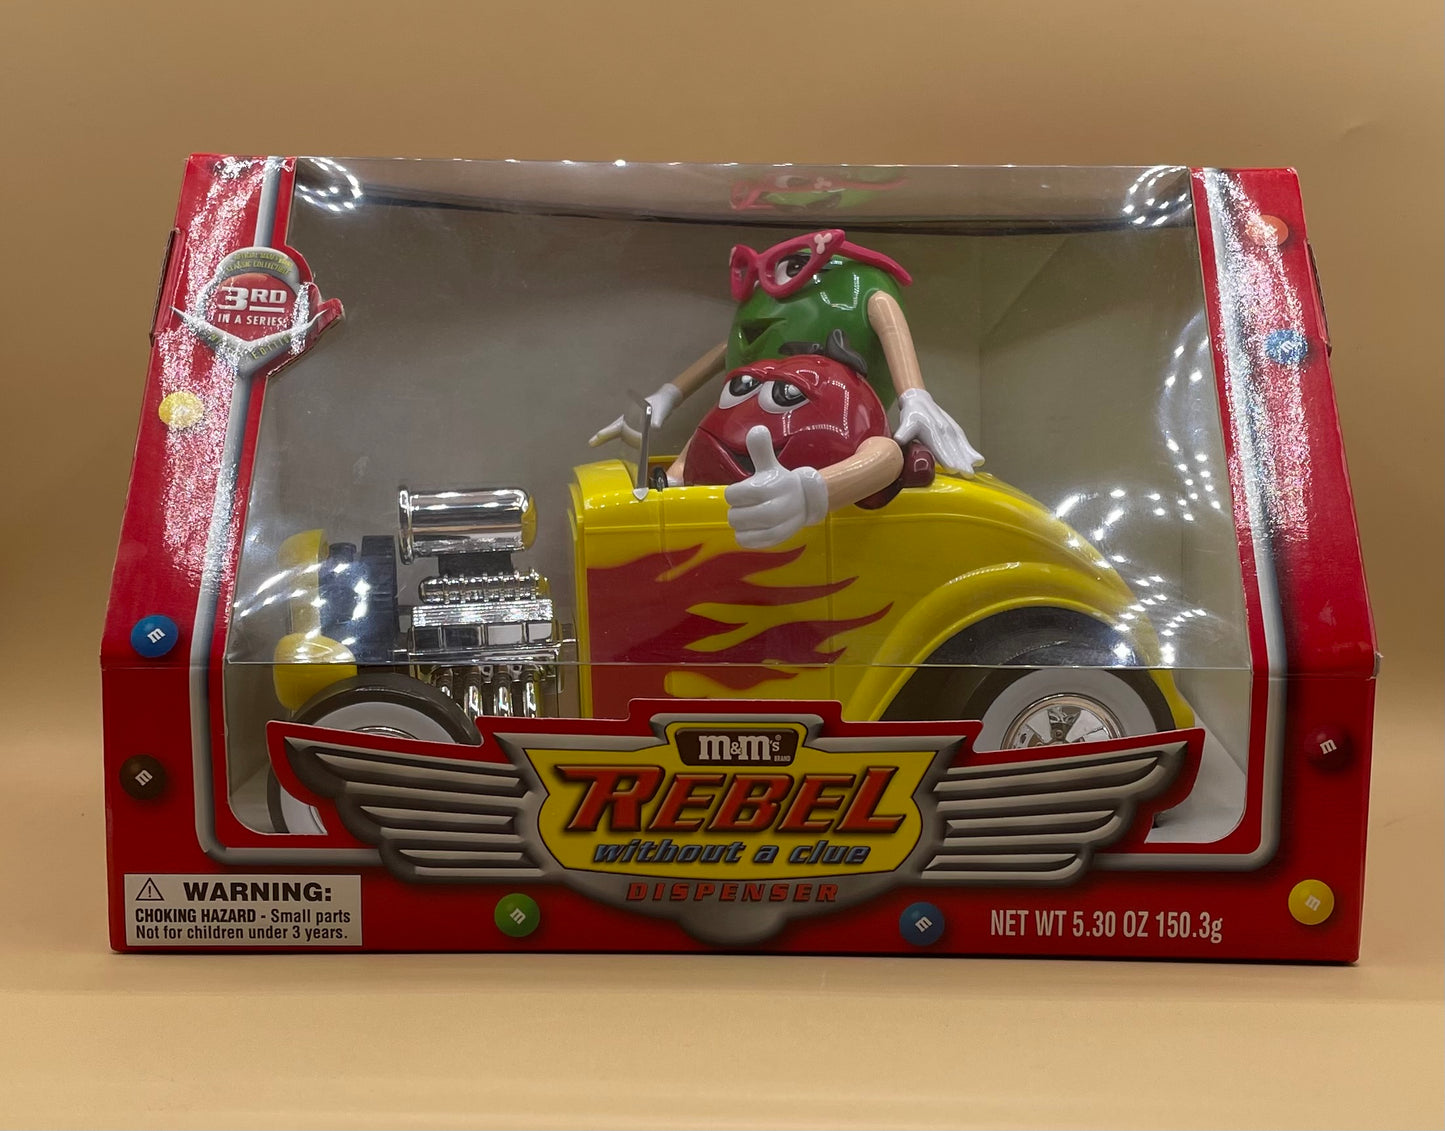 3RD
IN A SERIES
m&m's®
BRAND
REBEL
without a clue
DISPENSER
WARNING:
CHOKING HAZARD - Small parts
Not for children under 3 years.
NET WT 5.30 OZ 150.3g
m
m
m
m
m
m
m
m